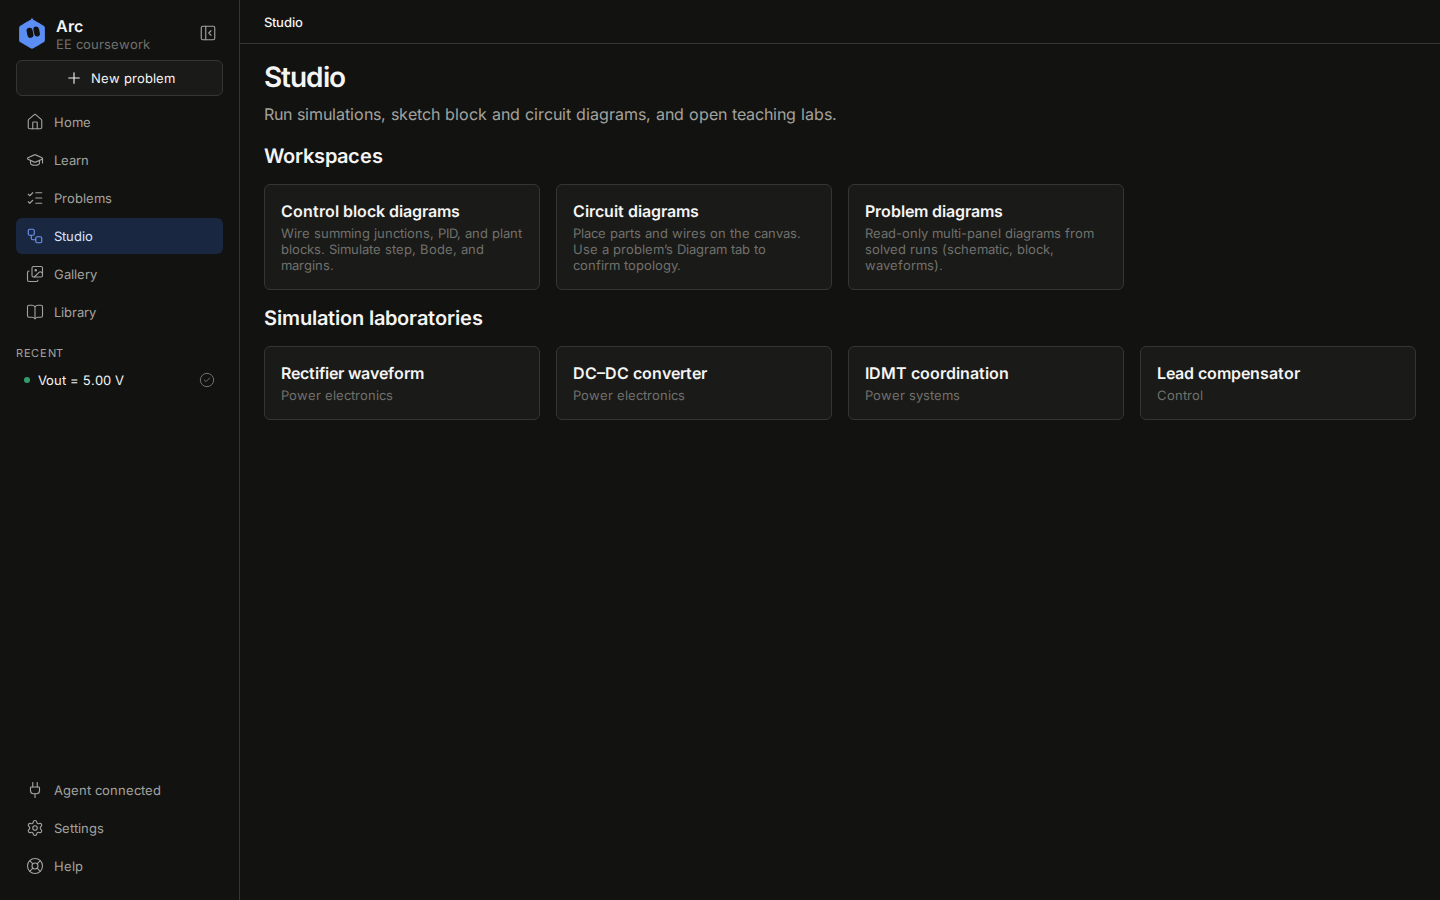 Arc
EE coursework
New problem
Home
Learn
Problems
Studio
Gallery
Library
RECENT
Vout = 5.00 V
Agent connected
Settings
Help
Studio
Studio
Run simulations, sketch block and circuit diagrams, and open teaching labs.
Workspaces
Control block diagrams
Wire summing junctions, PID, and plant
blocks. Simulate step, Bode, and
margins.
Circuit diagrams
Place parts and wires on the canvas.
Use a problem's Diagram tab to
confirm topology.
Problem diagrams
Read-only multi-panel diagrams from
solved runs (schematic, block,
waveforms).
Simulation laboratories
Rectifier waveform
Power electronics
DC–DC converter
Power electronics
IDMT coordination
Power systems
Lead compensator
Control